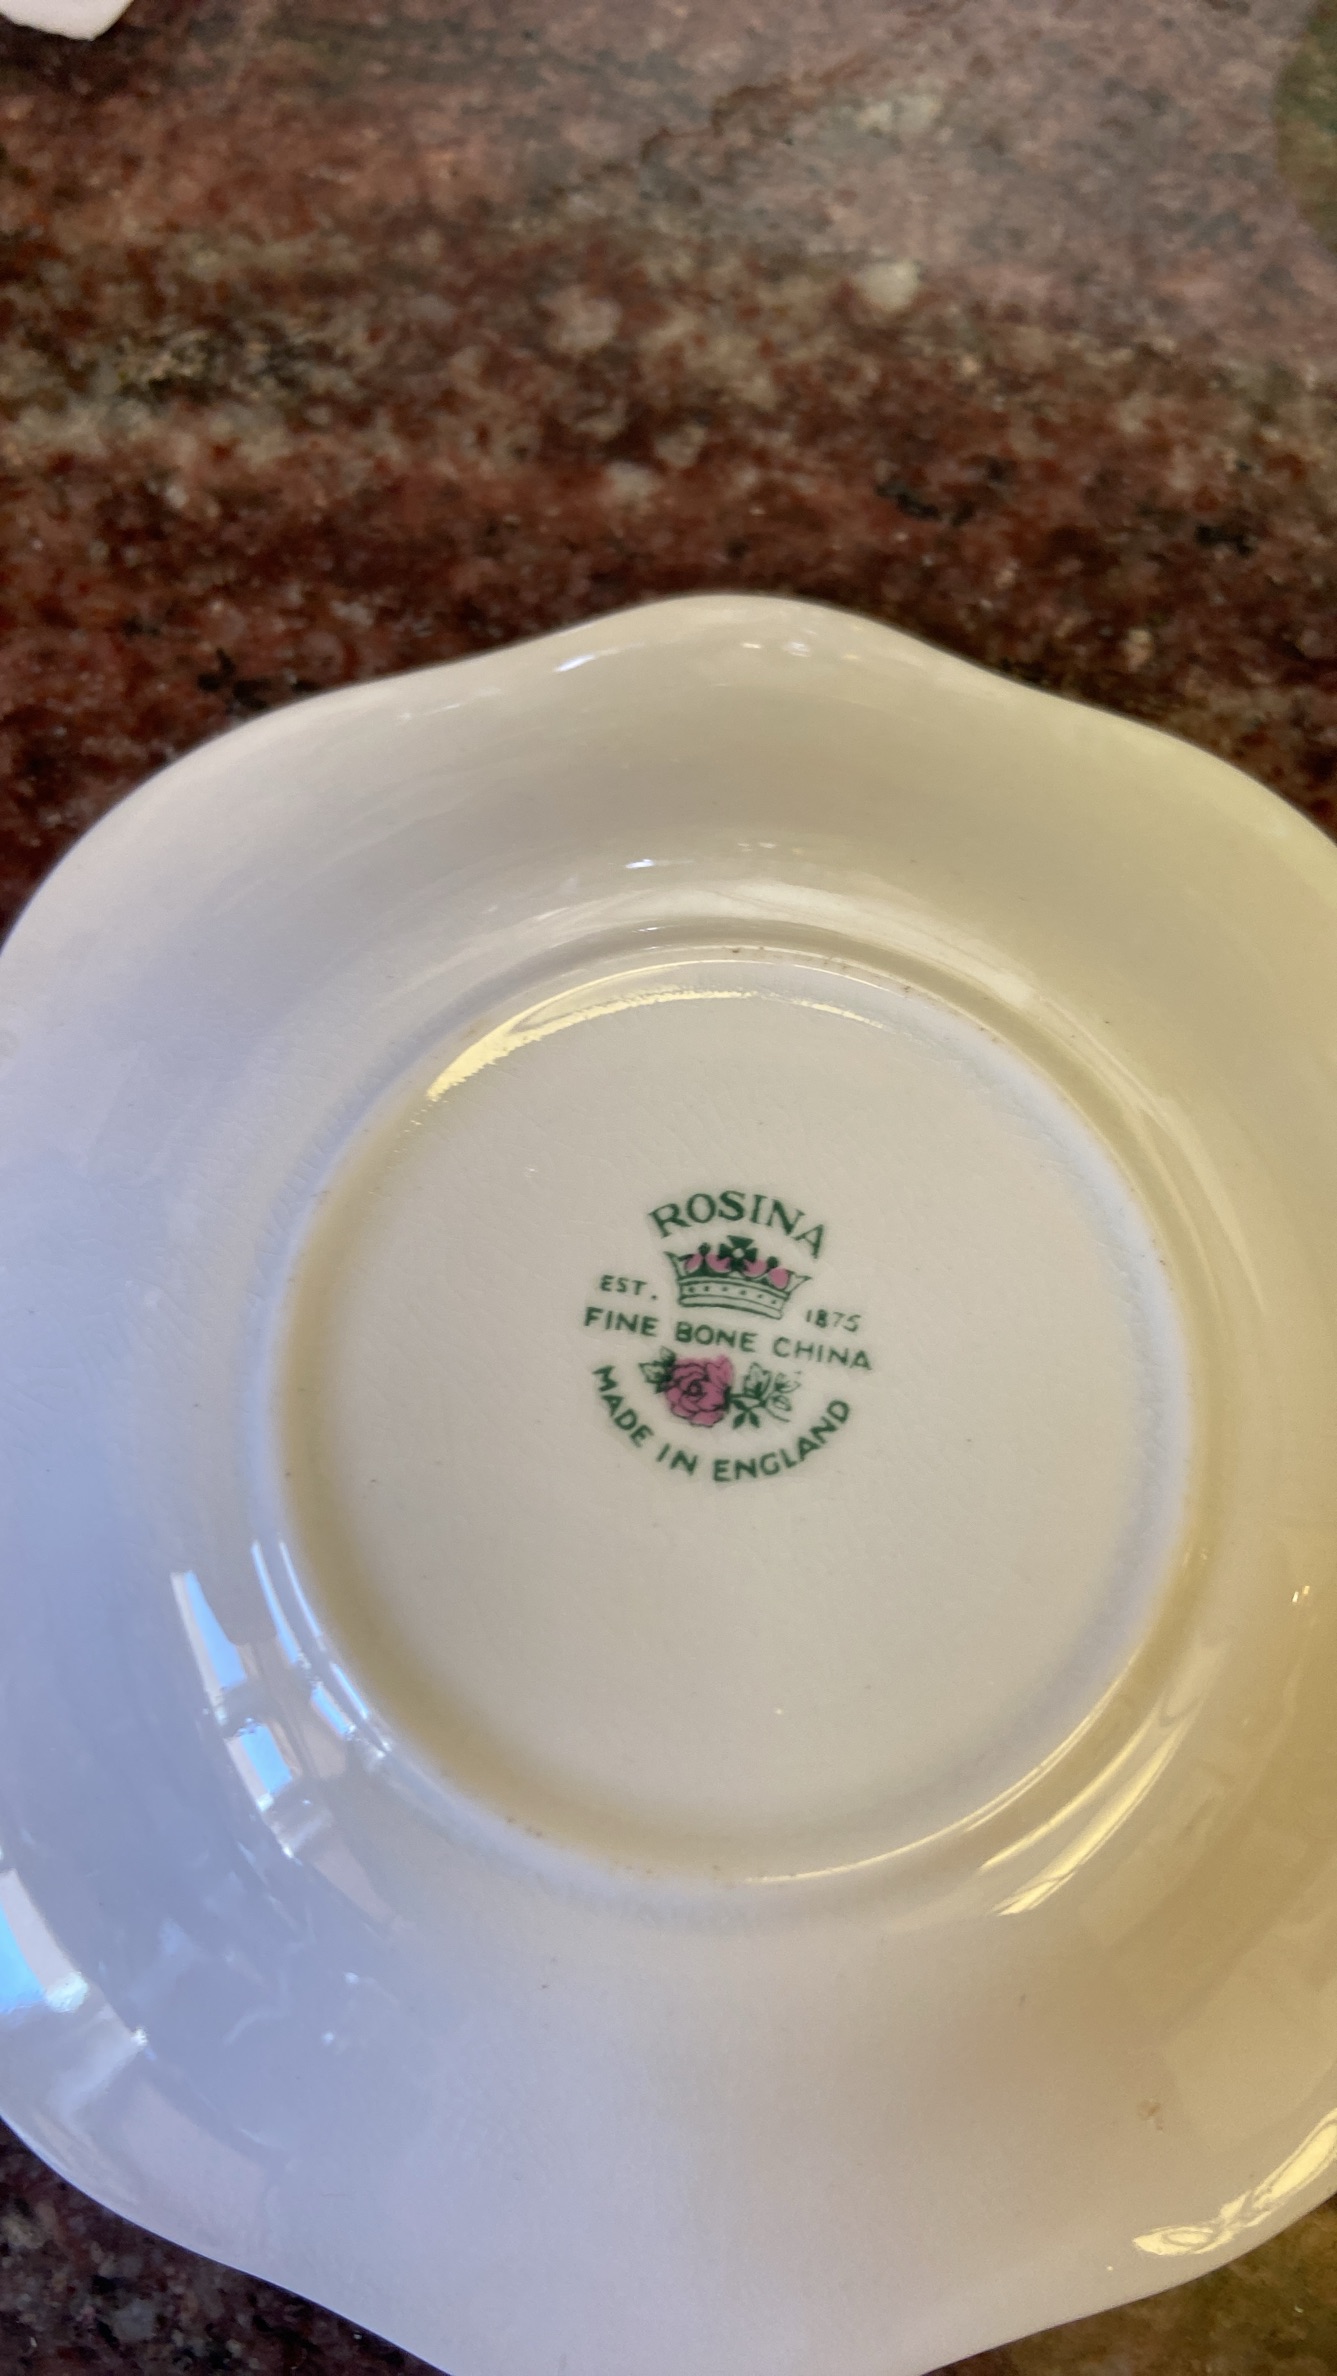 ROSINA
EST. 1875
FINE BONE CHINA
MADE IN ENGLAND